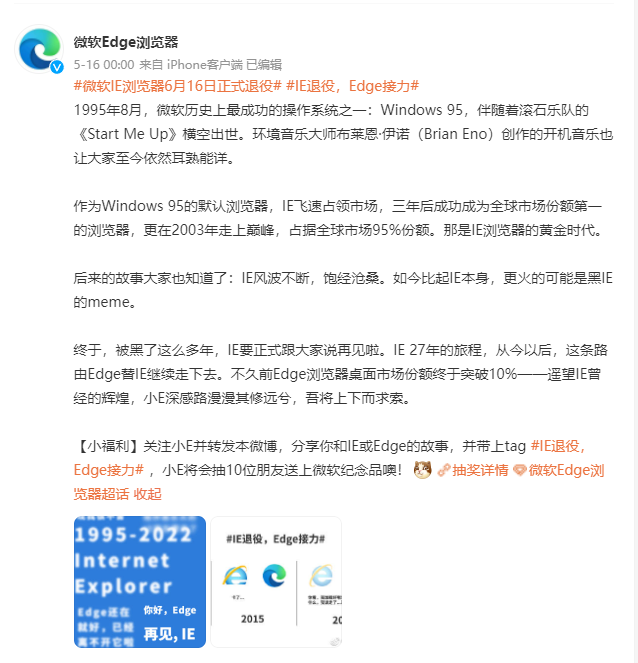 微软Edge浏览器
5-16 00:00 来自 iPhone客户端 已编辑
#微软IE浏览器6月16日正式退役# #IE退役，Edge接力#
1995年8月，微软历史上最成功的操作系统之一：Windows 95，伴随着滚石乐队的
《Start Me Up》横空出世。环境音乐大师布莱恩·伊诺（Brian Eno）创作的开机音乐也
让大家至今依然耳熟能详。
作为Windows 95的默认浏览器，IE飞速占领市场，三年后成功成为全球市场份额第一
的浏览器，更在2003年走上巅峰，占据全球市场95%份额。那是IE浏览器的黄金时代。
后来的故事大家也知道了：IE风波不断，饱经沧桑。如今比起IE本身，更火的可能是黑IE
的meme。
终于，被黑了这么多年，IE要正式跟大家说再见啦。IE 27年的旅程，从今以后，这条路
由Edge替IE继续走下去。不久前Edge浏览器桌面市场份额终于突破10%——遥望IE曾
经的辉煌，小E深感路漫漫其修远兮，吾将上下而求索。
【小福利】关注小E并转发本微博，分享你和IE或Edge的故事，并带上tag #IE退役，
Edge接力# ，小E将会抽10位朋友送上微软纪念品噢！ 抽奖详情 微软Edge浏
览器超话 收起
1995-2022
Internet
Explorer
Edge还在
就好，已经
离不开它啦
你好，Edge
再见，IE
#IE退役，Edge接力#
2015
20